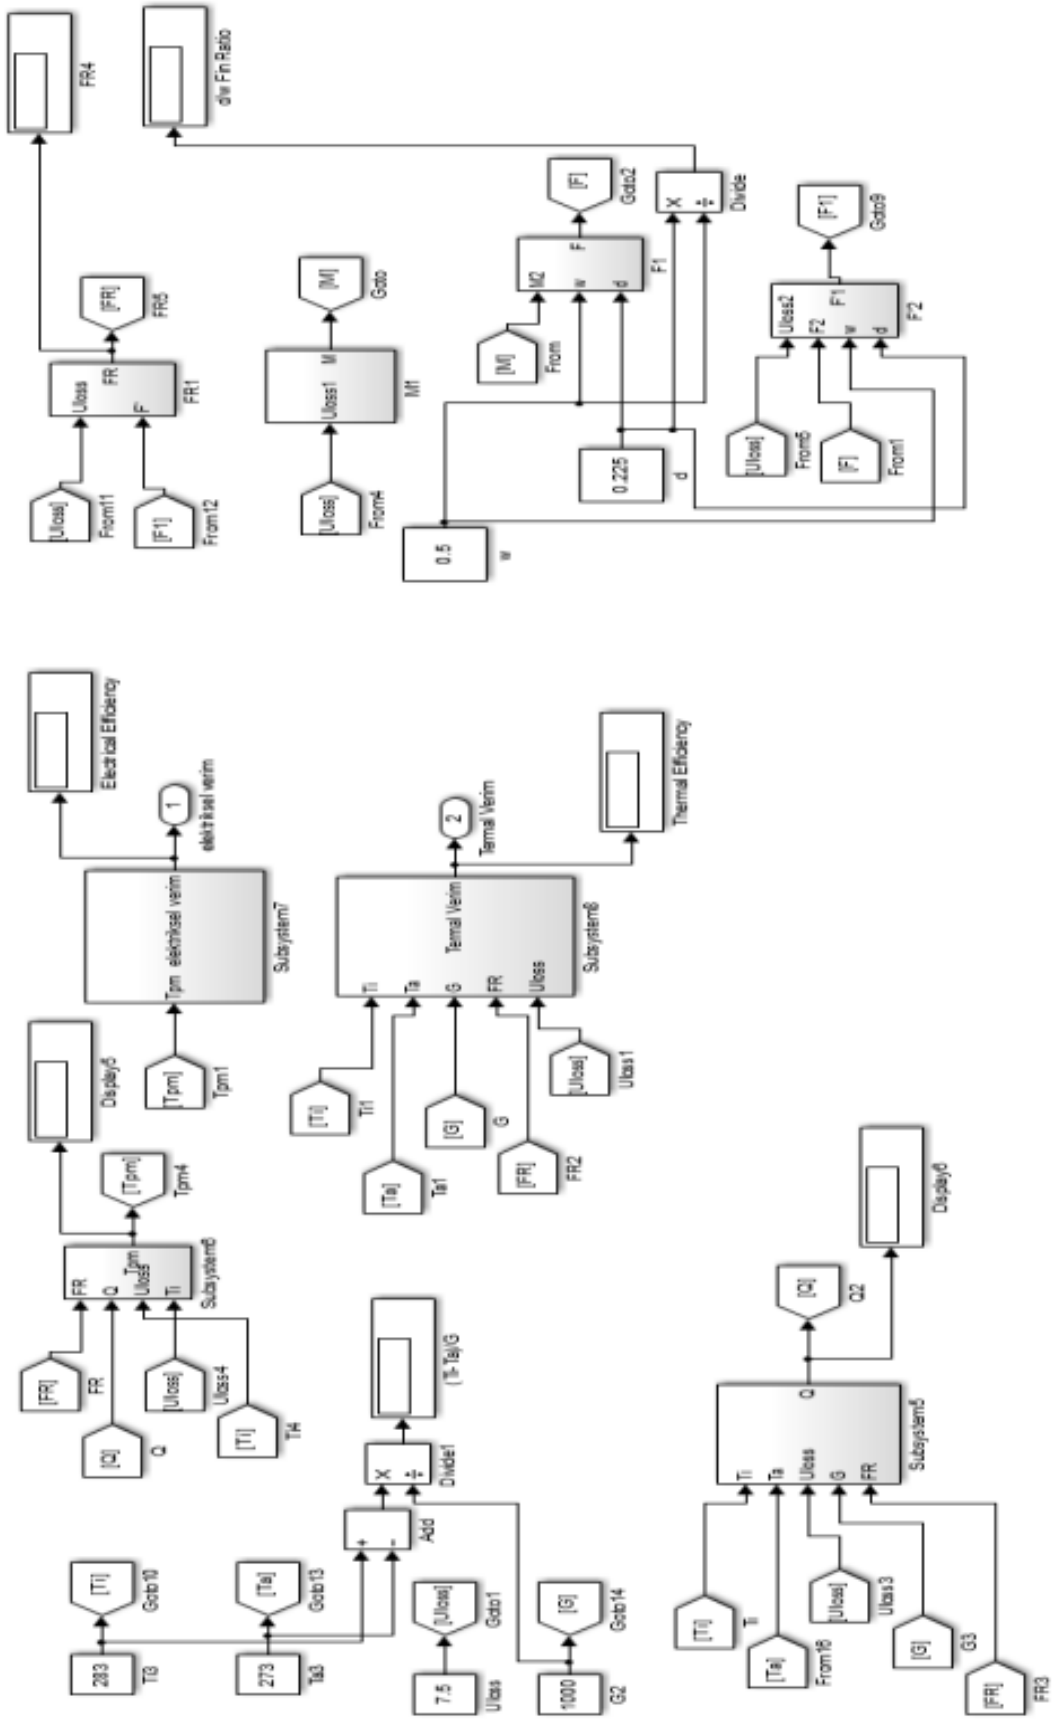 283
Ti3
[Ti]
Goto10
273
Ta3
[Ta]
Goto13
+
-
Add
×
÷
Divide1
(Ti-Ta)/G
7.5
Uloss
[Uloss]
Goto1
1000
G2
[G]
Goto14
[FR]
FR
[Q]
Q
[Uloss]
Uloss4
[Ti]
Ti4
FR
Q
Uloss
Ti
Tpm
[Tpm]
Tpm4
Display5
[Tpm]
Tpm1
Tpm elektriksel verim
Subsystem7
1
elektriksel verim
Electrical Efficiency
[Ti]
Ti1
[Ta]
Ta1
[G]
G
[FR]
FR2
[Uloss]
Uloss1
Ti
Ta
G
FR
Uloss
Termal Verim
Subsystem8
2
Termal Verim
Thermal Efficiency
[Ti]
Ti
[Ta]
From16
[Uloss]
Uloss3
[G]
G3
[FR]
FR3
Ti
Ta
Uloss
G
FR
Q
Subsystem5
[Q]
Q2
Display6
[Uloss]
From11
[F1]
From12
Uloss
FR
FR1
[FR]
FR5
FR4
[Uloss]
From4
Uloss1
M
M1
[M]
Goto
0.5
w
0.225
d
[M]
From
M2
w
d
F
F1
[F]
Goto2
×
÷
Divide
d/w Fin Ratio
[Uloss]
From5
[F]
From1
Uloss2
F2
w
d
F1
F'2
[F1]
Goto9